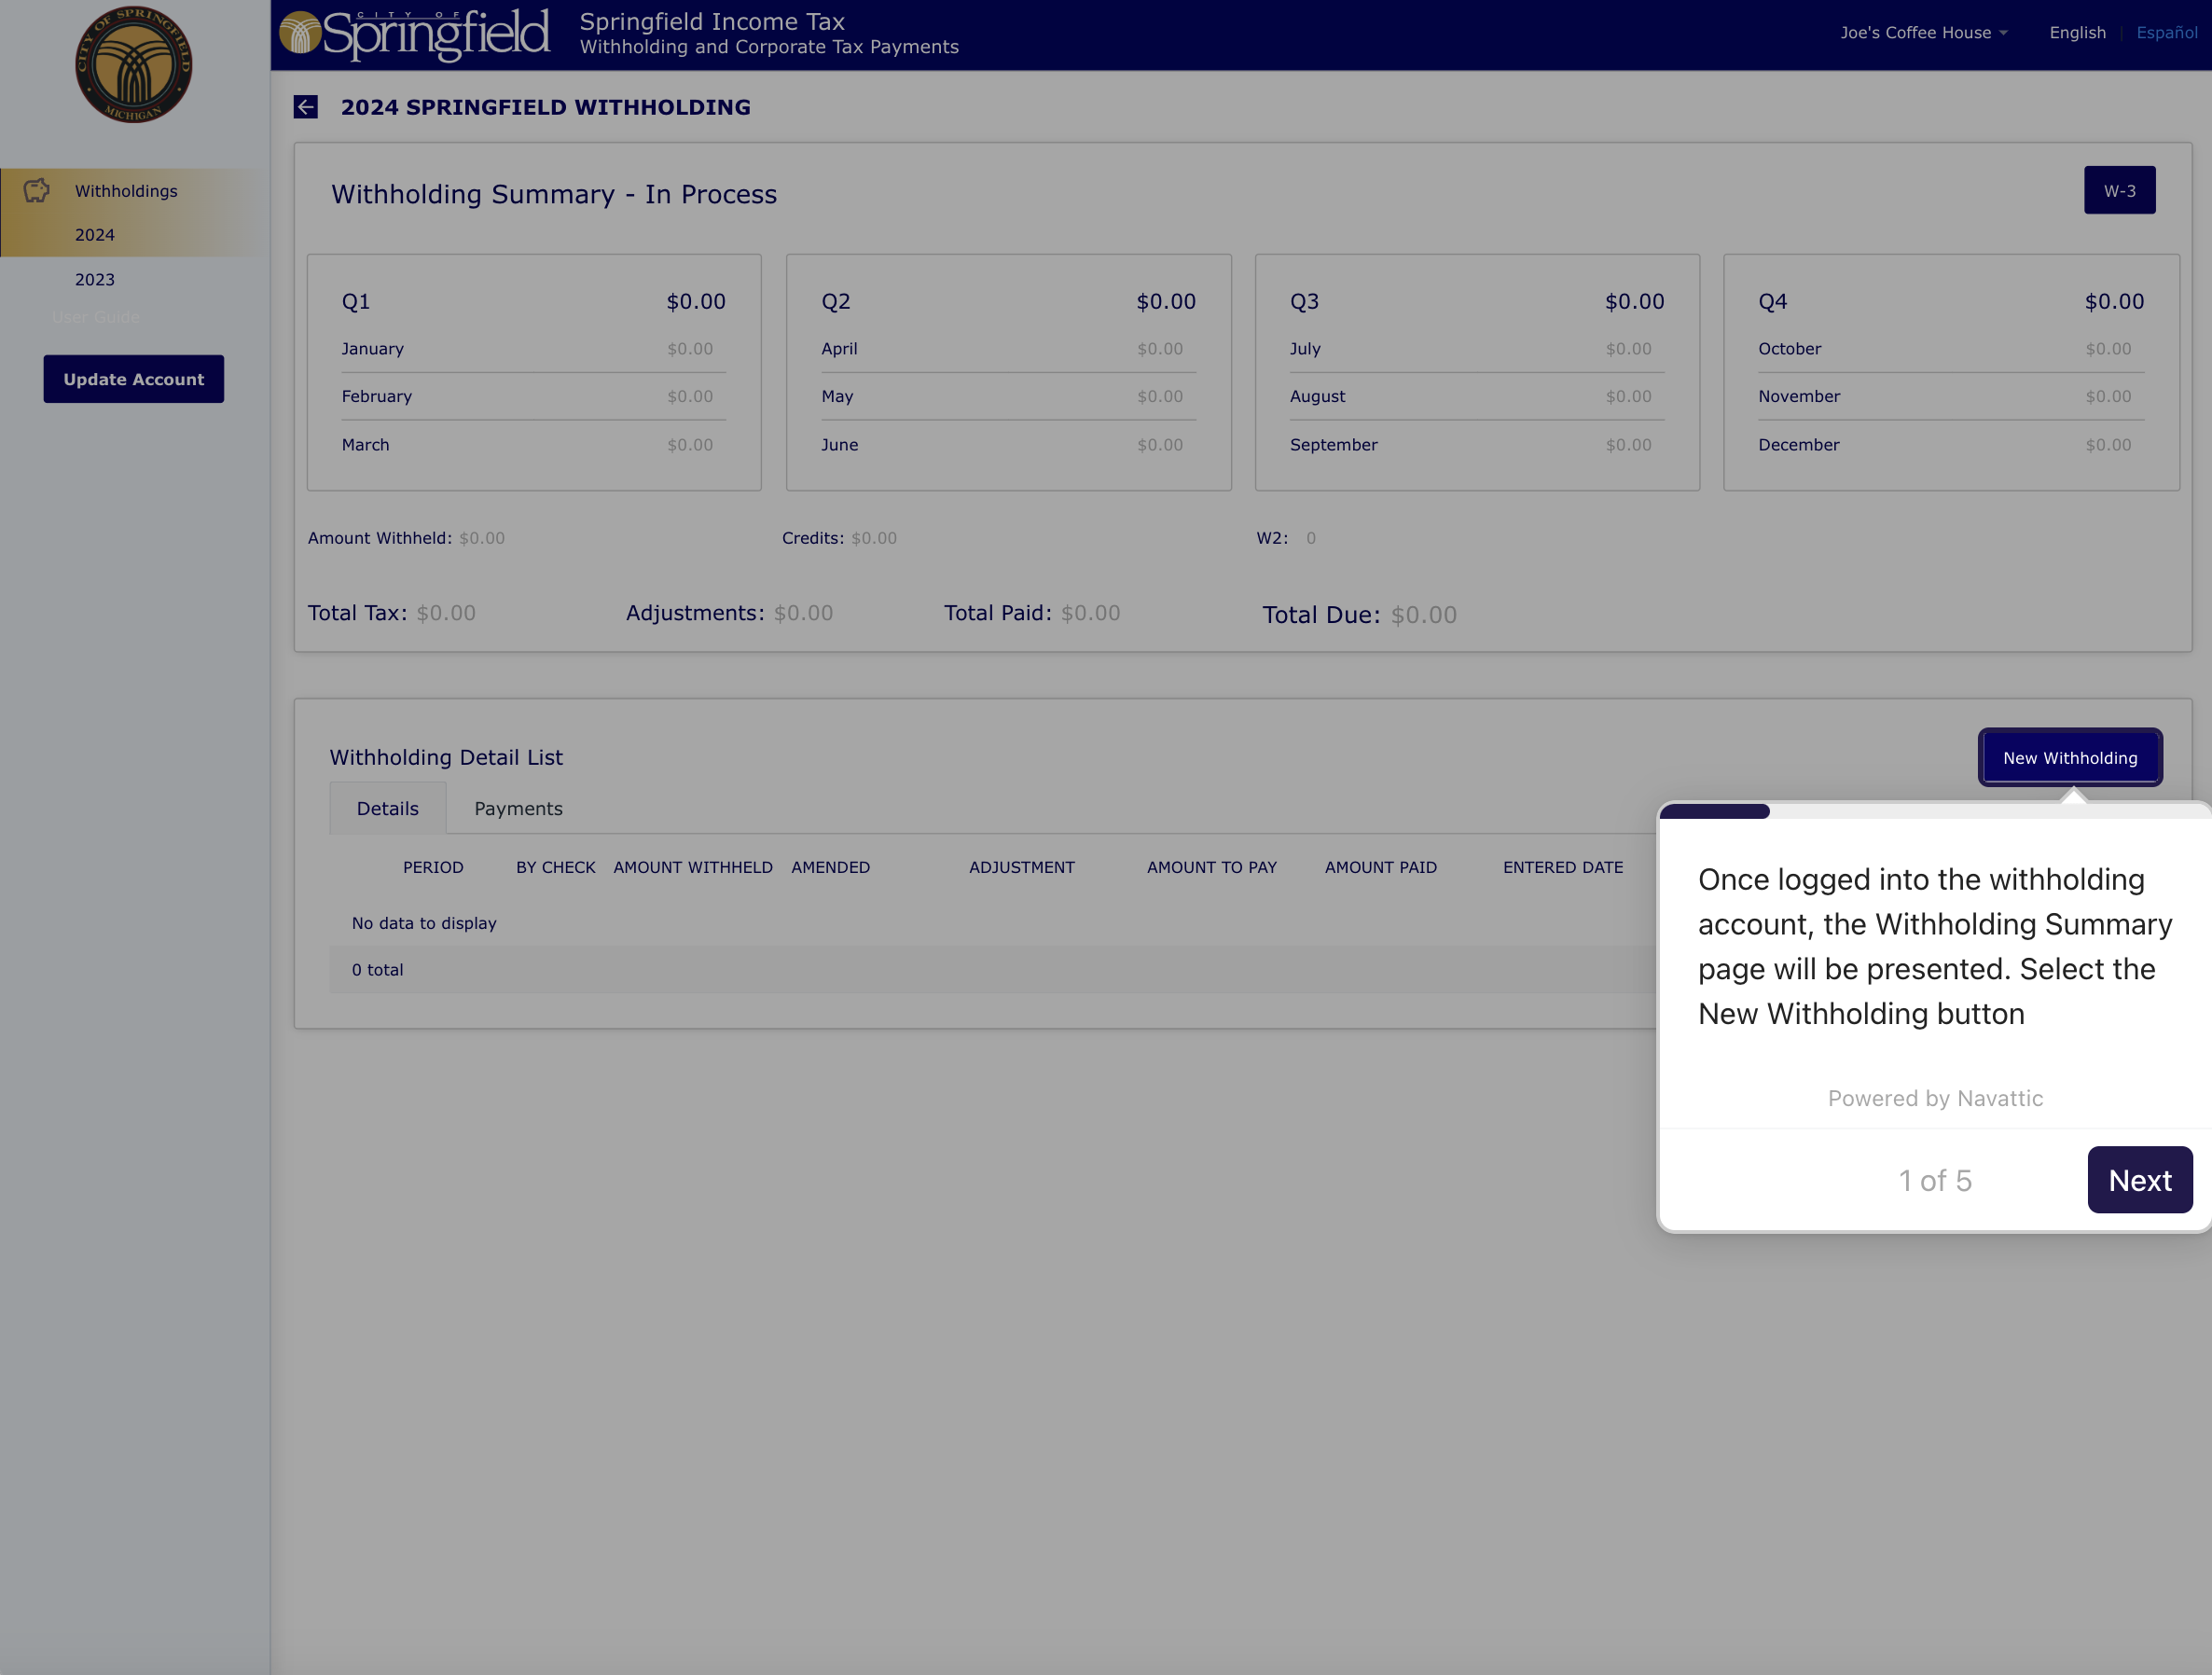 CITY OF SPRINGFIELD
MICHIGAN
CITY OF
Springfield
Springfield Income Tax
Withholding and Corporate Tax Payments
Joe's Coffee House
English | Español
2024 SPRINGFIELD WITHHOLDING
Withholdings
2024
2023
User Guide
Update Account
Withholding Summary - In Process
W-3
Q1 $0.00
January $0.00
February $0.00
March $0.00
Q2 $0.00
April $0.00
May $0.00
June $0.00
Q3 $0.00
July $0.00
August $0.00
September $0.00
Q4 $0.00
October $0.00
November $0.00
December $0.00
Amount Withheld: $0.00 Credits: $0.00 W2: 0
Total Tax: $0.00 Adjustments: $0.00 Total Paid: $0.00 Total Due: $0.00
Withholding Detail List
New Withholding
Details Payments
PERIOD BY CHECK AMOUNT WITHHELD AMENDED ADJUSTMENT AMOUNT TO PAY AMOUNT PAID ENTERED DATE
No data to display
0 total
Once logged into the withholding
account, the Withholding Summary
page will be presented. Select the
New Withholding button
Powered by Navattic
1 of 5
Next